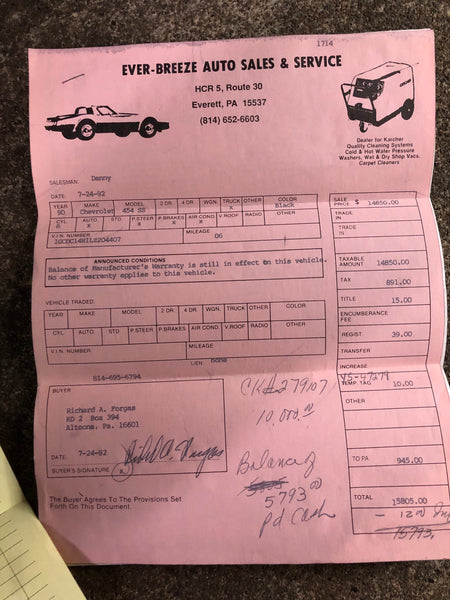 1714
EVER-BREEZE AUTO SALES & SERVICE
HCR 5, Route 30
Everett, PA 15537
(814) 652-6603
Dealer for Karcher
Quality Cleaning Systems
Cold & Hot Water Pressure
Washers, Wet & Dry Shop Vacs,
Carpet Cleaners
SALESMAN Danny
DATE: 7-24-92
YEAR MAKE MODEL 2 DR. 4 DR. WGN. TRUCK OTHER COLOR
90 Chevrolet 454 SS X Black
CYL. AUTO. STD. P.STEER P.BRAKES AIR COND. V.ROOF RADIO OTHER
8 X X X X X
V.I.N. NUMBER MILEAGE
1GCDC14N1LZ204407 06
ANNOUNCED CONDITIONS
Balance of Manufacturer's Warranty is still in effect on this vehicle.
No other warranty applys to this vehicle.
VEHICLE TRADED:
YEAR MAKE MODEL 2 DR. 4 DR. WGN. TRUCK OTHER COLOR
CYL. AUTO. STD. P.STEER P.BRAKES AIR COND. V.ROOF RADIO OTHER
V.I.N. NUMBER MILEAGE
LIEN none
814-695-6794
BUYER
Richard A. Forgas
RD 2 Box 394
Altoona, Pa. 16601
DATE: 7-24-92
BUYER'S SIGNATURE X
The Buyer Agrees To The Provisions Set
Forth On This Document.
CK# 279107
10,000.00
Balance of
5793.00
Pd Cash
SALE PRICE $ 14850.00
TRADE IN
TRADE IN
TAXABLE AMOUNT 14850.00
TAX 891.00
TITLE 15.00
ENCUMBERANCE FEE
REGIST 39.00
TRANSFER
INCREASE
45-47279
TEMP. TAG 10.00
OTHER
TO PA 945.00
TOTAL 15805.00
- 12.00
15793.